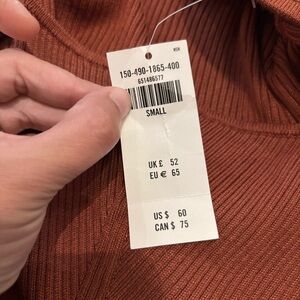 150-490-1865-400
651486577
SMALL
UK £ 52
EU € 65
US $ 60
CAN $ 75